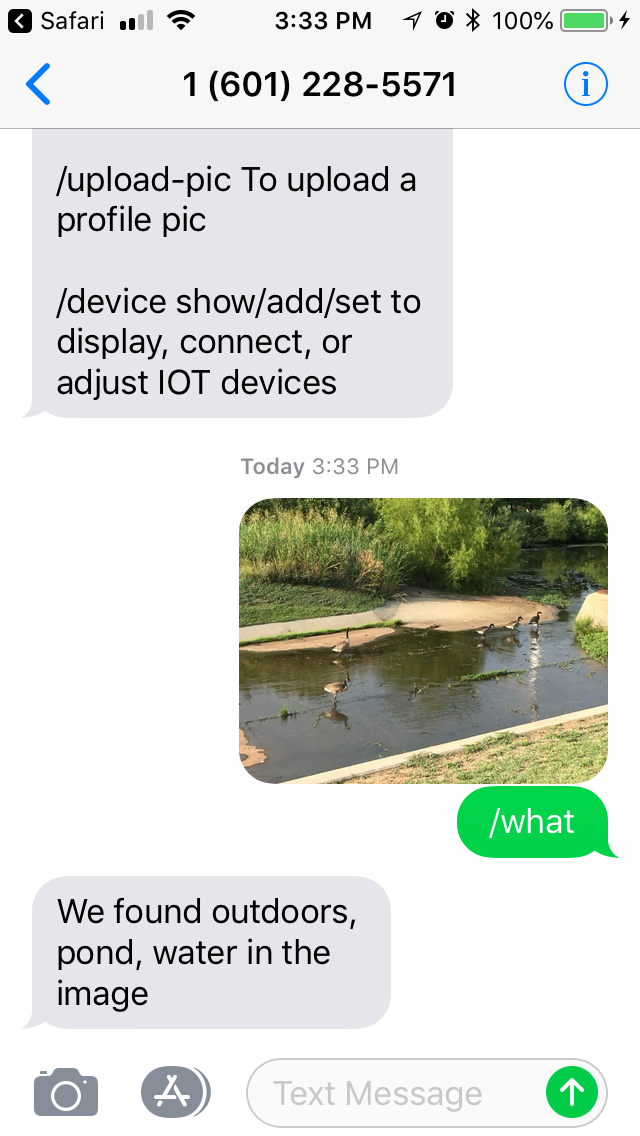 Safari 3:33 PM 100%
1 (601) 228-5571
/upload-pic To upload a
profile pic
/device show/add/set to
display, connect, or
adjust IOT devices
Today 3:33 PM
/what
We found outdoors,
pond, water in the
image
Text Message